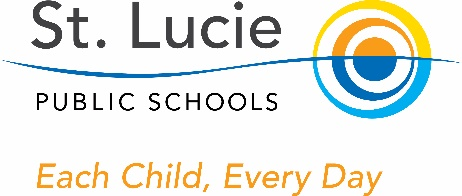 St. Lucie
PUBLIC SCHOOLS
Each Child, Every Day